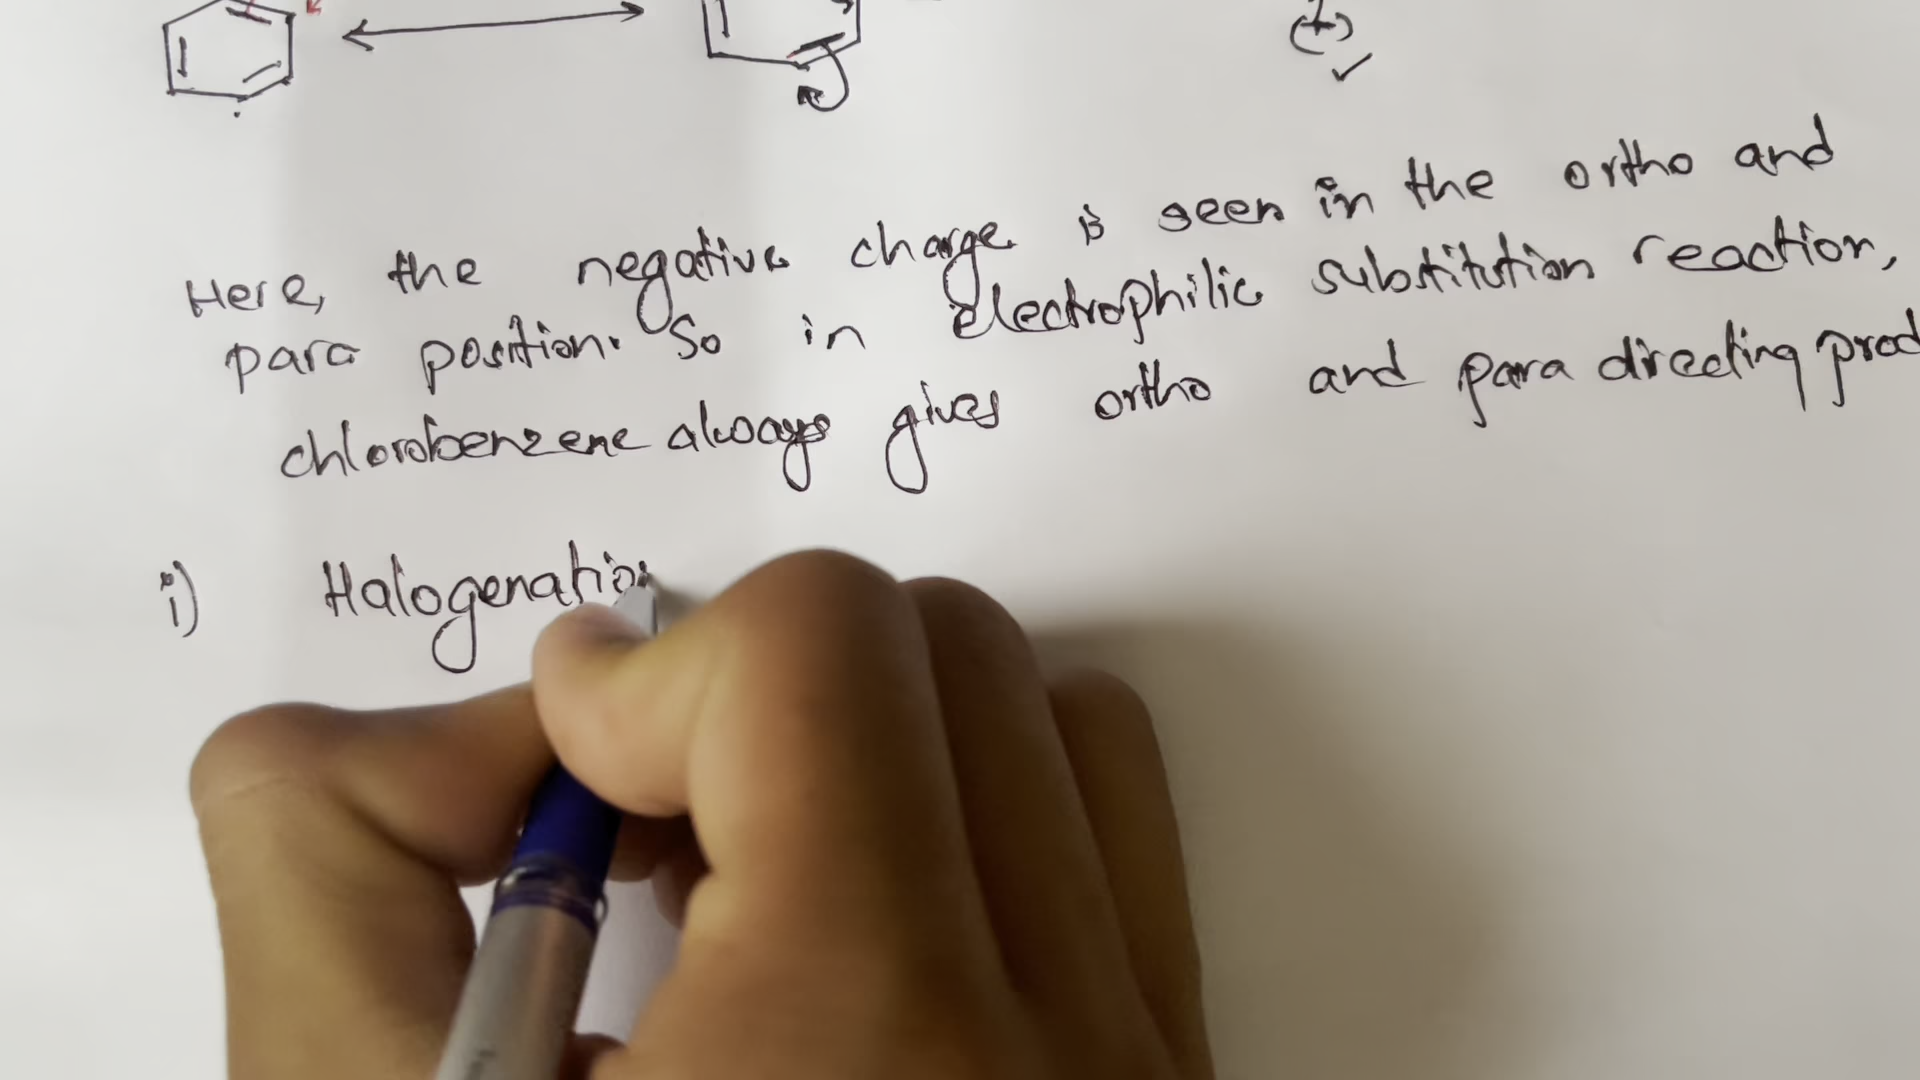 (+)
Here, the negative charge is seen in the ortho and
para position. So in electrophilic substitution reaction,
chlorobenzene always gives ortho and para directing prod
i) Halogenation